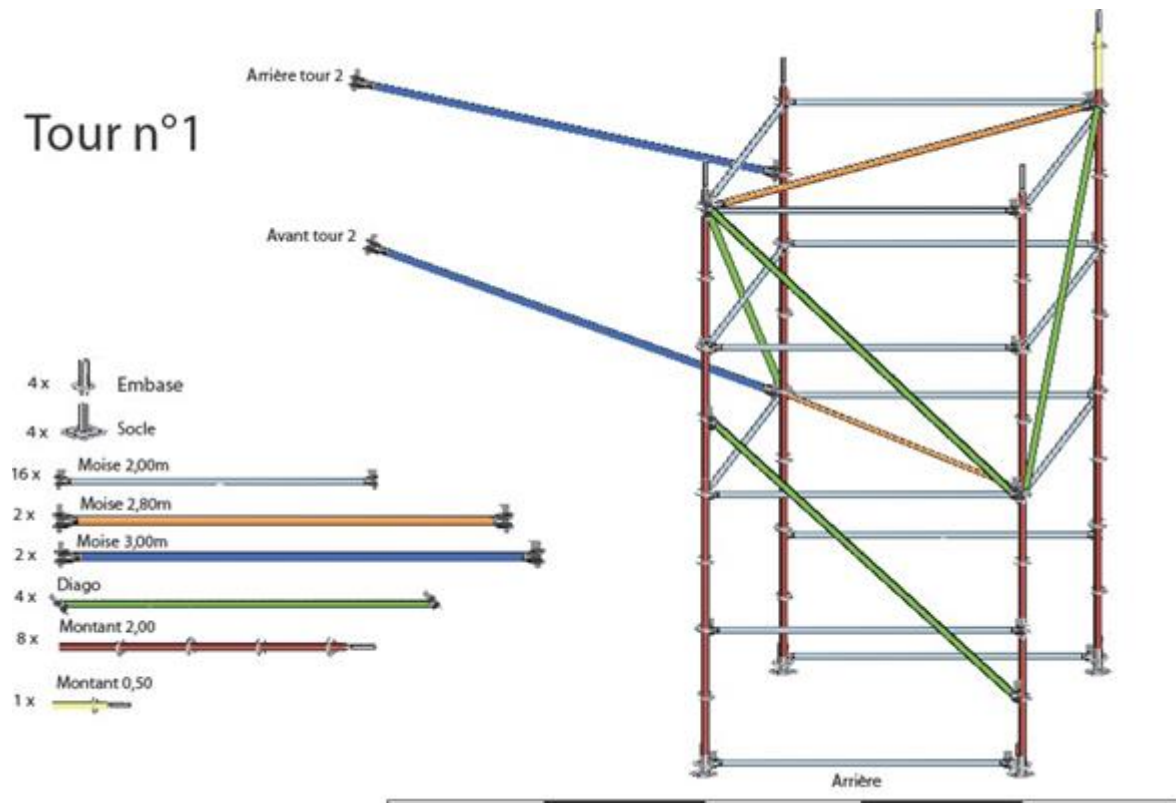 Arrière tour 2
Tour n°1
Avant tour 2
4 x Embase
4 x Socle
16 x Moise 2,00m
2 x Moise 2,80m
2 x Moise 3,00m
4 x Diago
8 x Montant 2,00
1 x Montant 0,50
Arrière